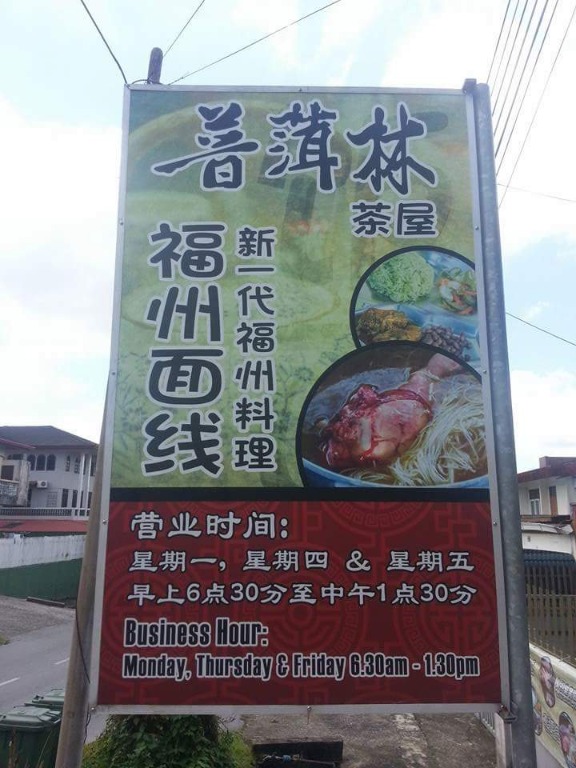 普洱林
茶屋
福州面线
新一代福州料理
营业时间:
星期一, 星期四 & 星期五
早上6点30分至中午1点30分
Business Hour:
Monday, Thursday & Friday 6.30am - 1.30pm